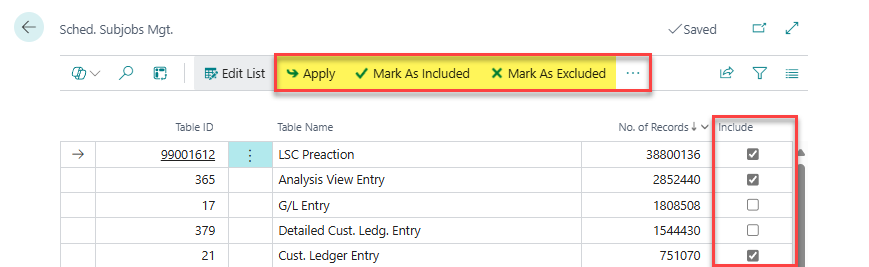 Sched. Subjobs Mgt.
Saved
Edit List Apply Mark As Included Mark As Excluded ...
Table ID Table Name No. of Records↓ Include
99001612 LSC Preaction 38800136
365 Analysis View Entry 2852440
17 G/L Entry 1808508
379 Detailed Cust. Ledg. Entry 1544430
21 Cust. Ledger Entry 751070